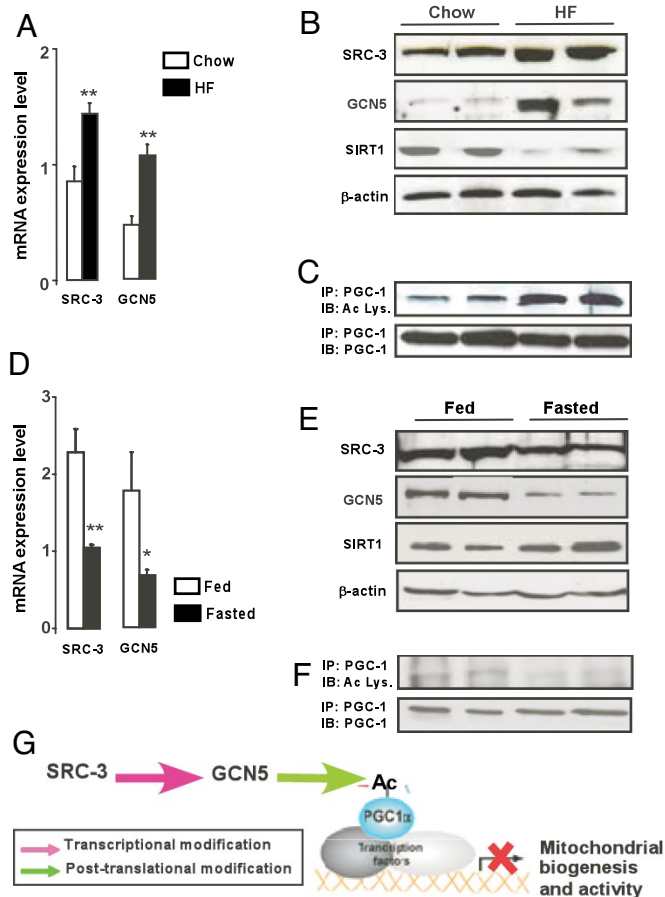 A
mRNA expression level
2
1
0
Chow
HF
**
**
SRC-3
GCN5
B
Chow
HF
SRC-3
GCN5
SIRT1
β-actin
C
IP: PGC-1
IB: Ac Lys.
IP: PGC-1
IB: PGC-1
D
mRNA expression level
3
2
1
0
**
*
Fed
Fasted
SRC-3
GCN5
E
Fed
Fasted
SRC-3
GCN5
SIRT1
β-actin
F
IP: PGC-1
IB: Ac Lys.
IP: PGC-1
IB: PGC-1
G
SRC-3
GCN5
Ac
PGC1α
Trancription
factors
Transcriptional modification
Post-translational modification
Mitochondrial
biogenesis
and activity